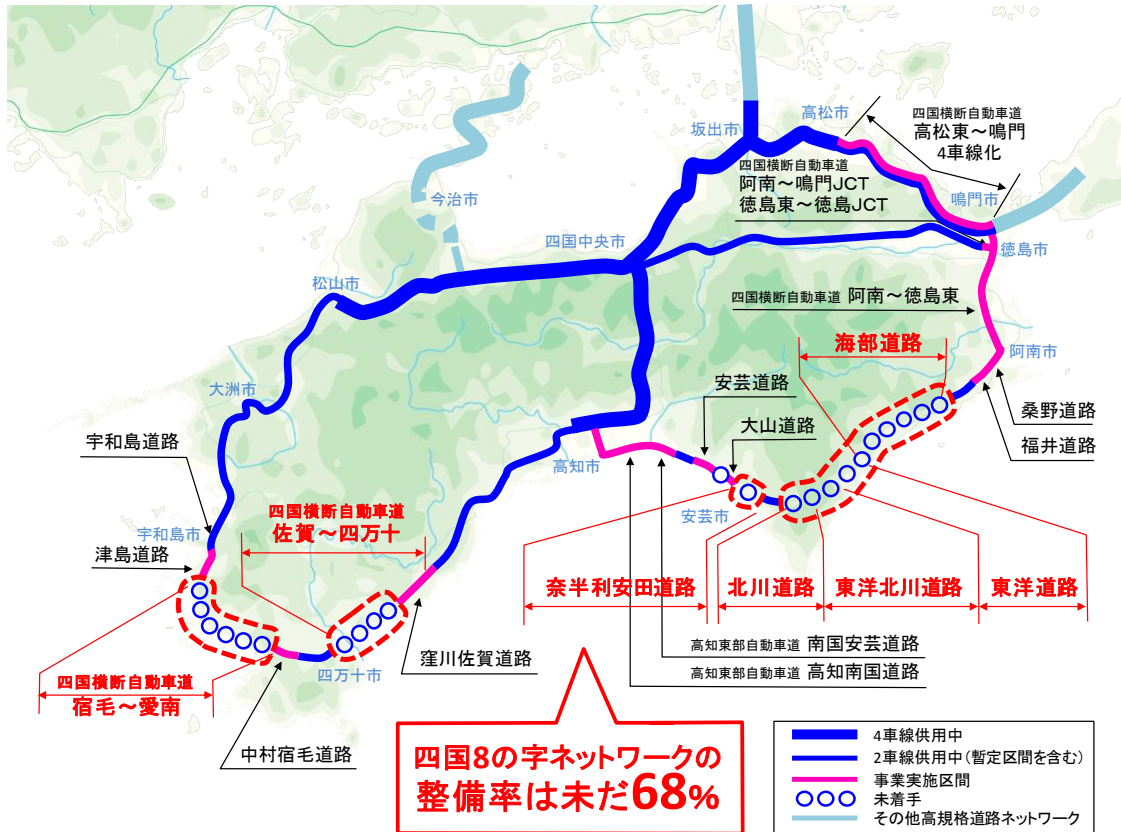 高松市
四国横断自動車道
高松東～鳴門
4車線化
坂出市
四国横断自動車道
阿南～鳴門JCT
徳島東～徳島JCT
鳴門市
今治市
四国中央市
徳島市
松山市
四国横断自動車道 阿南～徳島東
海部道路
阿南市
大洲市
安芸道路
桑野道路
大山道路
福井道路
宇和島道路
高知市
四国横断自動車道
佐賀～四万十
安芸市
宇和島市
津島道路
奈半利安田道路
北川道路
東洋北川道路
東洋道路
高知東部自動車道 南国安芸道路
窪川佐賀道路
高知東部自動車道 高知南国道路
四万十市
四国横断自動車道
宿毛～愛南
中村宿毛道路
四国8の字ネットワークの
整備率は未だ68%
4車線供用中
2車線供用中(暫定区間を含む)
事業実施区間
未着手
その他高規格道路ネットワーク